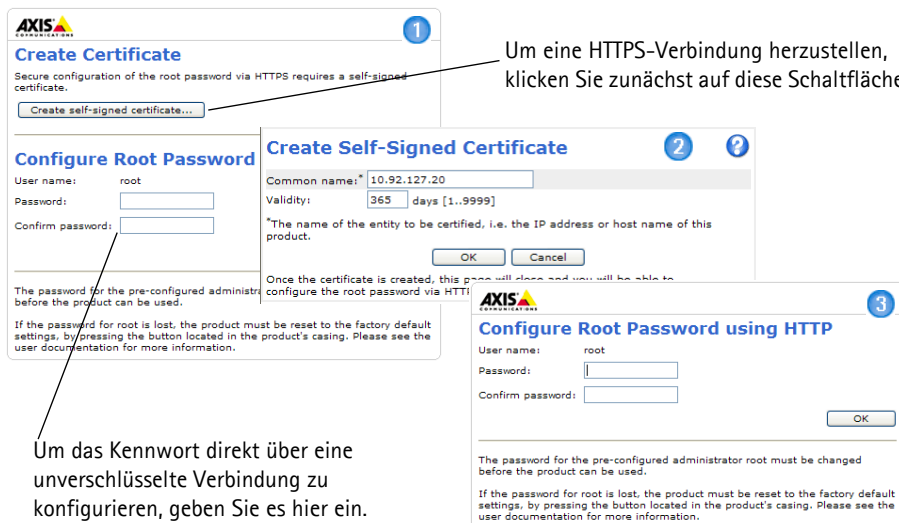 AXIS
COMMUNICATIONS
1
Create Certificate
Secure configuration of the root password via HTTPS requires a self-signed
certificate.
Create self-signed certificate...
Um eine HTTPS-Verbindung herzustellen,
klicken Sie zunächst auf diese Schaltfläche
Configure Root Password
User name: root
Password:
Confirm password:
The password for the pre-configured administra
before the product can be used.
If the password for root is lost, the product must be reset to the factory default
settings, by pressing the button located in the product's casing. Please see the
user documentation for more information.
Create Self-Signed Certificate
2
?
Common name:* 10.92.127.20
Validity: 365 days [1..9999]
*The name of the entity to be certified, i.e. the IP address or host name of this
product.
OK Cancel
Once the certificate is created, this page will close and you will be able to
configure the root password via HTT
AXIS
COMMUNICATIONS
3
Configure Root Password using HTTP
User name: root
Password:
Confirm password:
OK
The password for the pre-configured administrator root must be changed
before the product can be used.
If the password for root is lost, the product must be reset to the factory default
settings, by pressing the button located in the product's casing. Please see the
user documentation for more information.
Um das Kennwort direkt über eine
unverschlüsselte Verbindung zu
konfigurieren, geben Sie es hier ein.